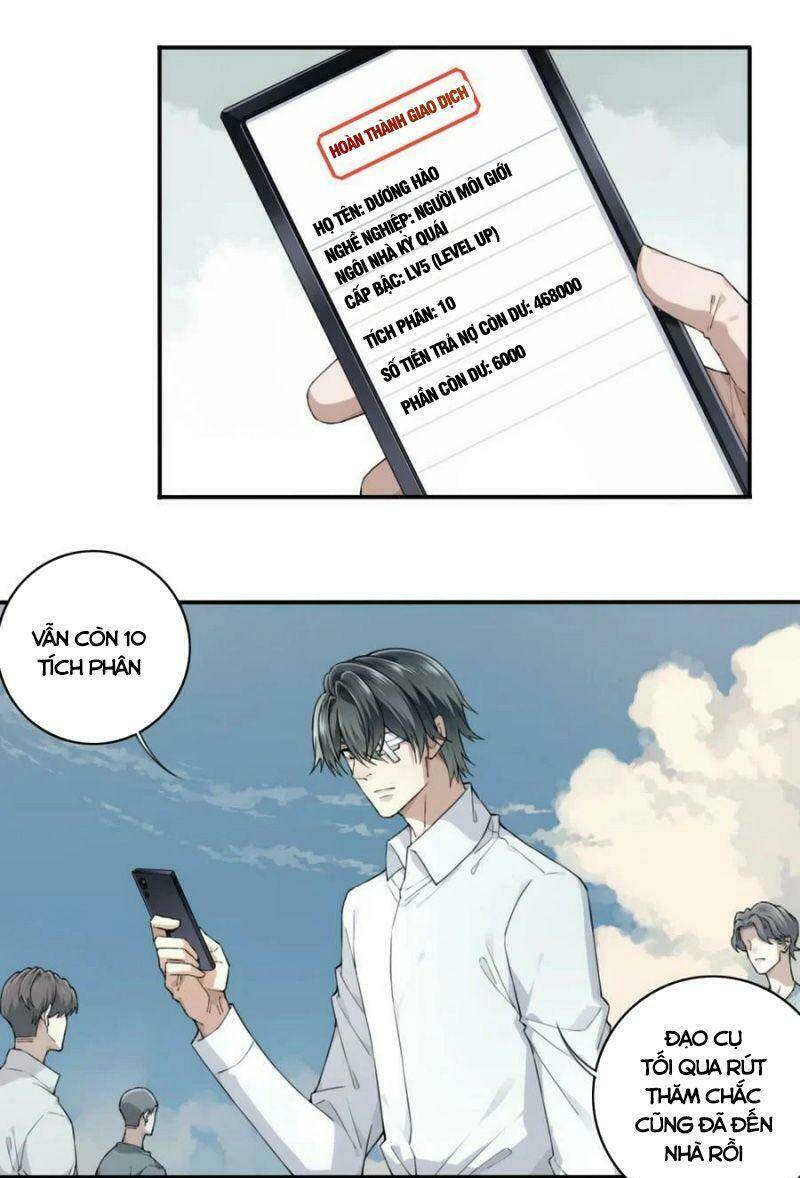 HOÀN THÀNH GIAO DỊCH
HỌ TÊN: DƯƠNG HÀO
NGHỀ NGHIỆP: NGƯỜI MÔI GIỚI
NGÔI NHÀ KỲ QUÁI
CẤP BẬC: LV5 (LEVEL UP)
TÍCH PHÂN: 10
SỐ TIỀN TRẢ NỢ CÒN DƯ: 468000
PHẦN CÒN DƯ: 6000
VẪN CÒN 10
TÍCH PHÂN
ĐẠO CỤ
TỐI QUA RÚT
THĂM CHẮC
CŨNG ĐÃ ĐẾN
NHÀ RỒI